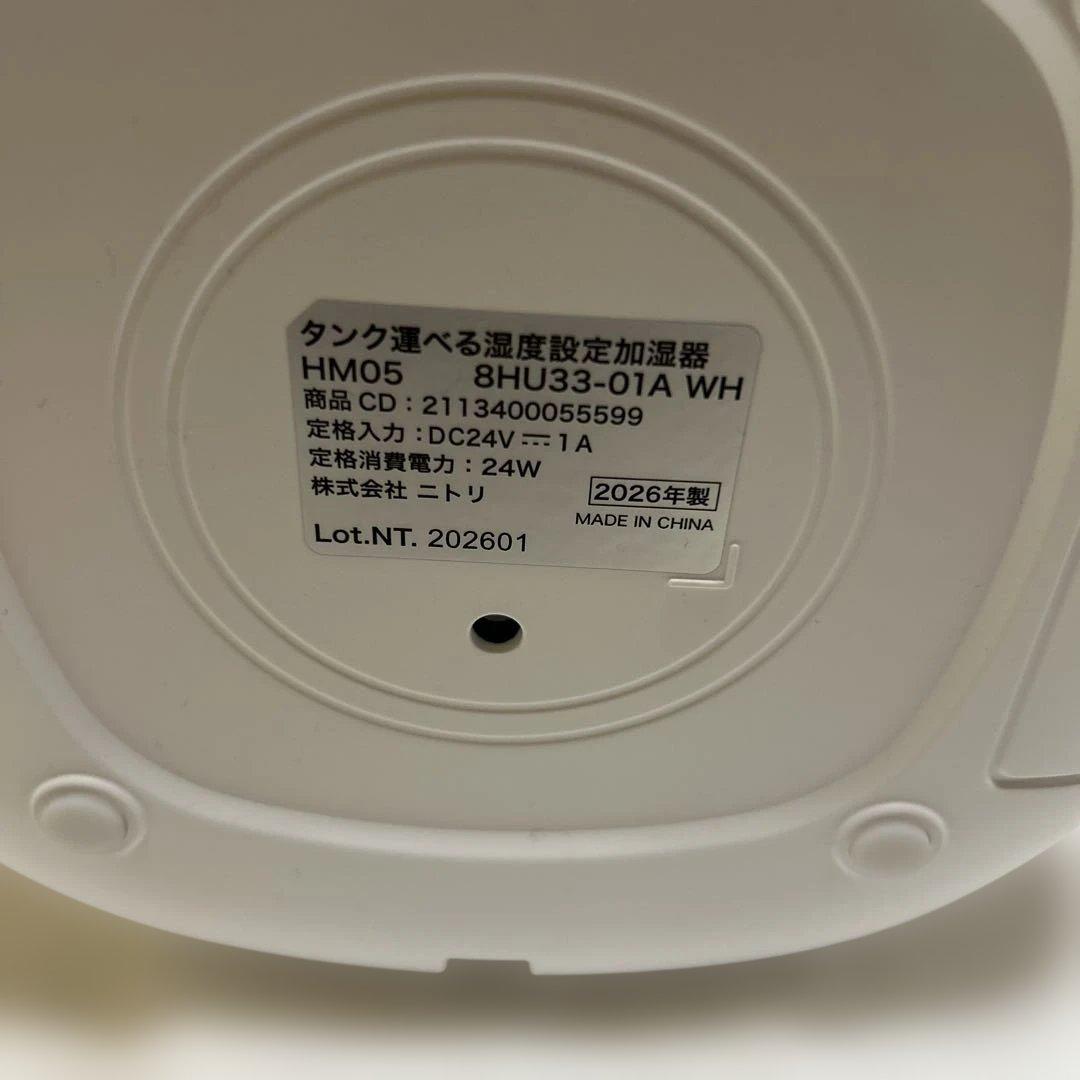 タンク運べる湿度設定加湿器
HM05 8HU33-01A WH
商品CD：2113400055599
定格入力：DC24V⎓1A
定格消費電力：24W
株式会社 ニトリ
2026年製
MADE IN CHINA
Lot.NT. 202601